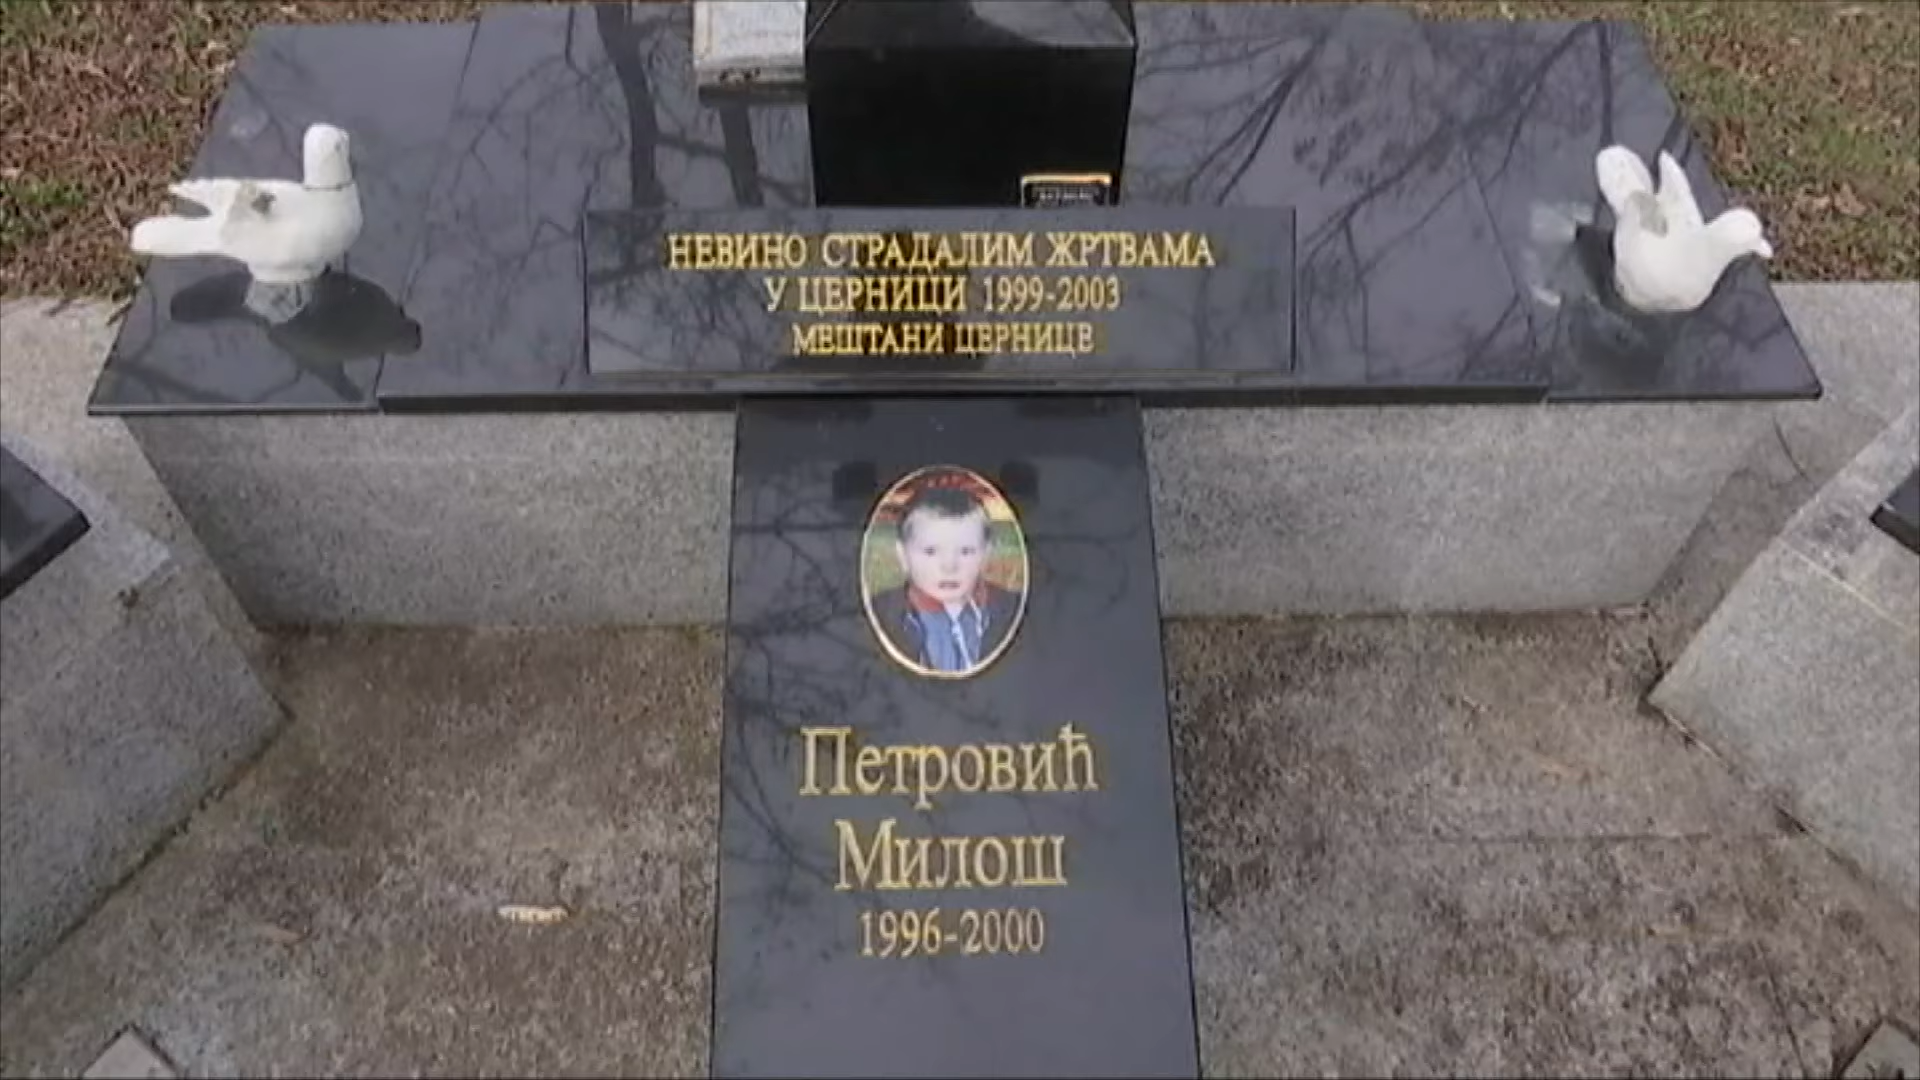 НЕВИНО СТРАДАЛИМ ЖРТВАМА
У ЦЕРНИЦИ 1999-2003
МЕШТАНИ ЦЕРНИЦЕ
Петровић
Милош
1996-2000